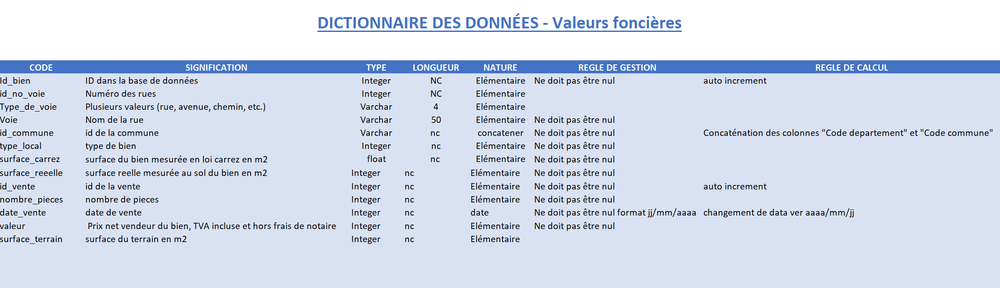 DICTIONNAIRE DES DONNÉES - Valeurs foncières
CODE SIGNIFICATION TYPE LONGUEUR NATURE REGLE DE GESTION REGLE DE CALCUL
Id_bien ID dans la base de données Integer NC Elémentaire Ne doit pas être nul auto increment
id_no_voie Numéro des rues Integer NC Elémentaire
Type_de_voie Plusieurs valeurs (rue, avenue, chemin, etc.) Varchar 4 Elémentaire
Voie Nom de la rue Varchar 50 Elémentaire Ne doit pas être nul
id_commune id de la commune Varchar nc concatener Ne doit pas être nul Concaténation des colonnes "Code departement" et "Code commune"
type_local type de bien Integer nc Elémentaire Ne doit pas être nul
surface_carrez surface du bien mesurée en loi carrez en m2 float nc Elémentaire Ne doit pas être nul
surface_reeelle surface reelle mesurée au sol du bien en m2 Integer nc Elémentaire Ne doit pas être nul
id_vente id de la vente Integer nc Elémentaire Ne doit pas être nul auto increment
nombre_pieces nombre de pieces Integer nc Elémentaire Ne doit pas être nul
date_vente date de vente Integer nc date Ne doit pas être nul format jj/mm/aaaa changement de data ver aaaa/mm/jj
valeur Prix net vendeur du bien, TVA incluse et hors frais de notaire Integer nc Elémentaire Ne doit pas être nul
surface_terrain surface du terrain en m2 Integer nc Elémentaire